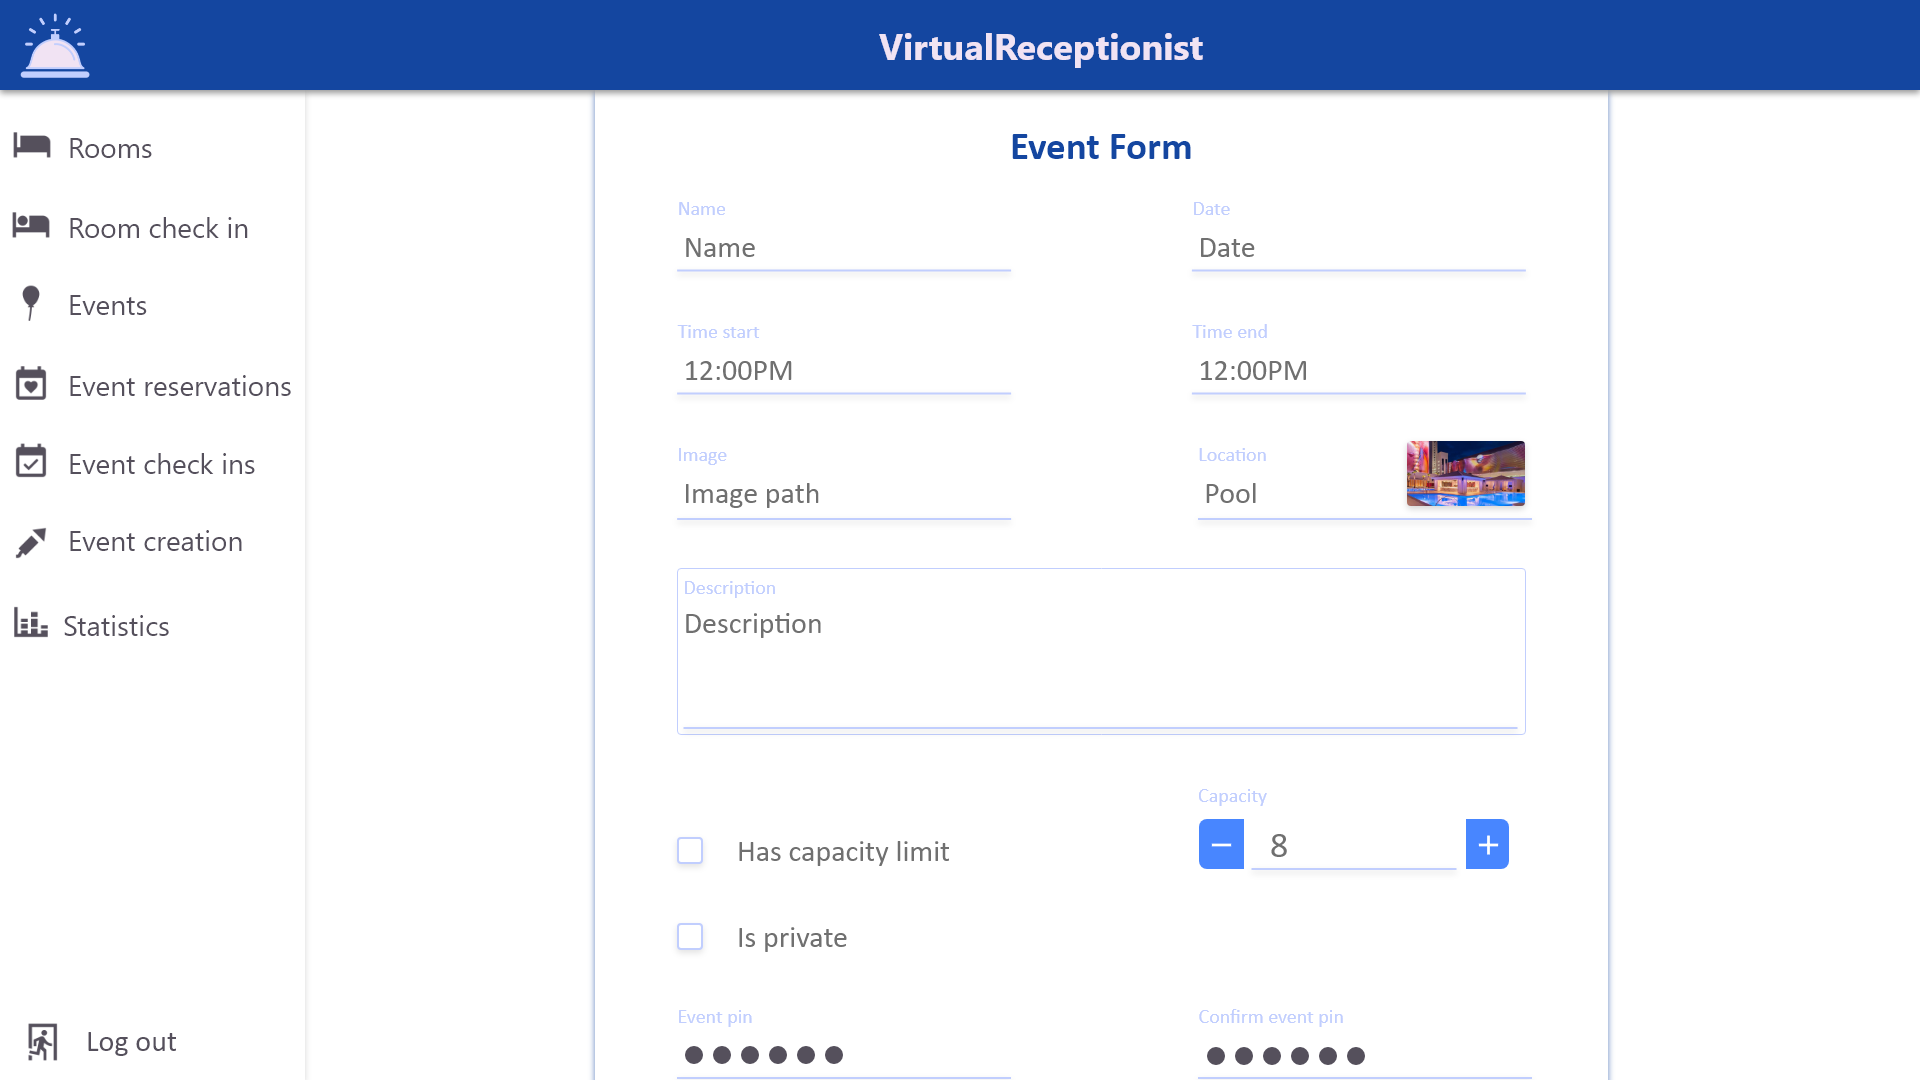 VirtualReceptionist
Rooms
Room check in
Events
Event reservations
Event check ins
Event creation
Statistics
Log out
Event Form
Name
Name
Date
Date
Time start
12:00PM
Time end
12:00PM
Image
Image path
Location
Pool
Description
Description
Has capacity limit
Capacity
8
Is private
Event pin
Confirm event pin